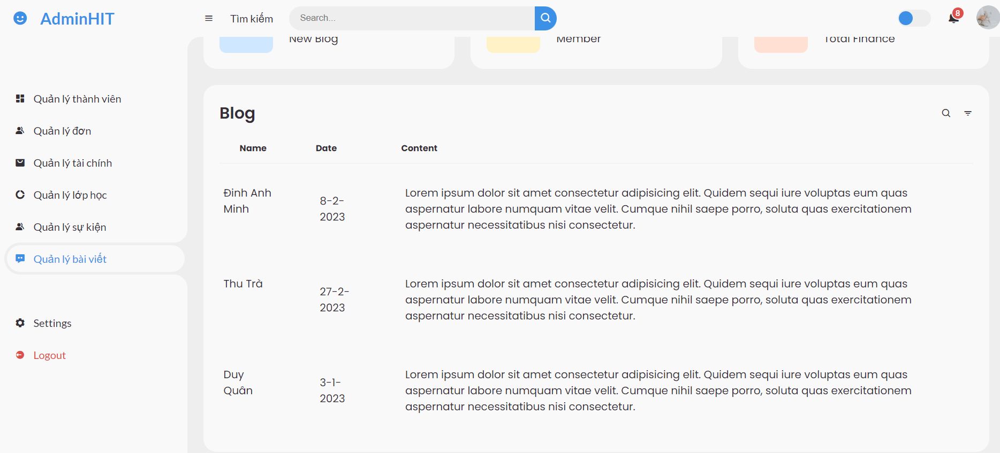 AdminHIT
Tìm kiếm
Search...
8
New Blog
Member
Total Finance
Quản lý thành viên
Quản lý đơn
Quản lý tài chính
Quản lý lớp học
Quản lý sự kiện
Quản lý bài viết
Settings
Logout
Blog
Name Date Content
Đinh Anh
Minh
8-2-
2023
Lorem ipsum dolor sit amet consectetur adipisicing elit. Quidem sequi iure voluptas eum quas
aspernatur labore numquam vitae velit. Cumque nihil saepe porro, soluta quas exercitationem
aspernatur necessitatibus nisi consectetur.
Thu Trà
27-2-
2023
Lorem ipsum dolor sit amet consectetur adipisicing elit. Quidem sequi iure voluptas eum quas
aspernatur labore numquam vitae velit. Cumque nihil saepe porro, soluta quas exercitationem
aspernatur necessitatibus nisi consectetur.
Duy
Quân
3-1-
2023
Lorem ipsum dolor sit amet consectetur adipisicing elit. Quidem sequi iure voluptas eum quas
aspernatur labore numquam vitae velit. Cumque nihil saepe porro, soluta quas exercitationem
aspernatur necessitatibus nisi consectetur.